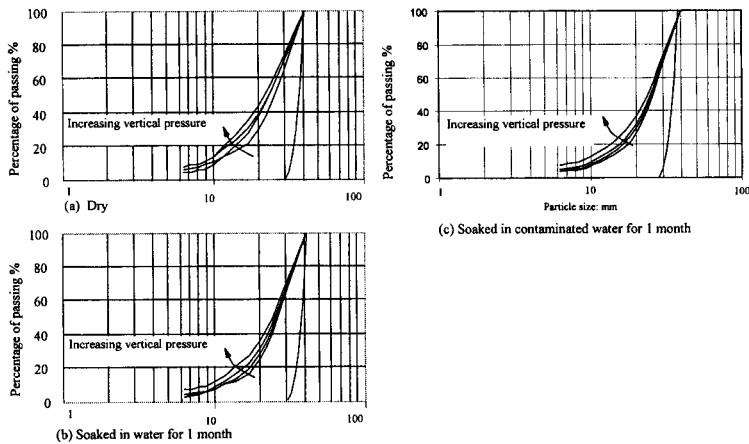 Percentage of passing %
100
80
60
40
20
0
Increasing vertical pressure
1
10
100
(a) Dry
Percentage of passing %
100
80
60
40
20
0
Increasing vertical pressure
1
10
100
(b) Soaked in water for 1 month
Percentage of passing %
100
80
60
40
20
0
Increasing vertical pressure
1
10
100
Particle size: mm
(c) Soaked in contaminated water for 1 month